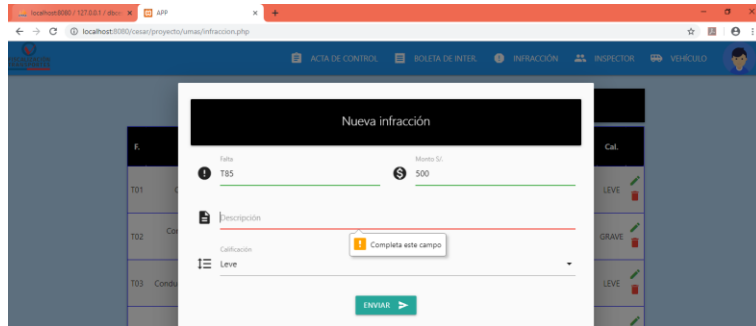 localhost:8080 / 127.0.0.1 / dbce
APP
localhost:8080/cesar/proyecto/umas/infraccion.php
ACTA DE CONTROL
BOLETA DE INTER.
INFRACCIÓN
INSPECTOR
VEHÍCULO
Nueva infracción
F.
Cal.
Falta
T85
Monto S/.
500
T01
LEVE
Descripción
Completa este campo
T02
GRAVE
Calificación
Leve
T03
Condu
LEVE
ENVIAR